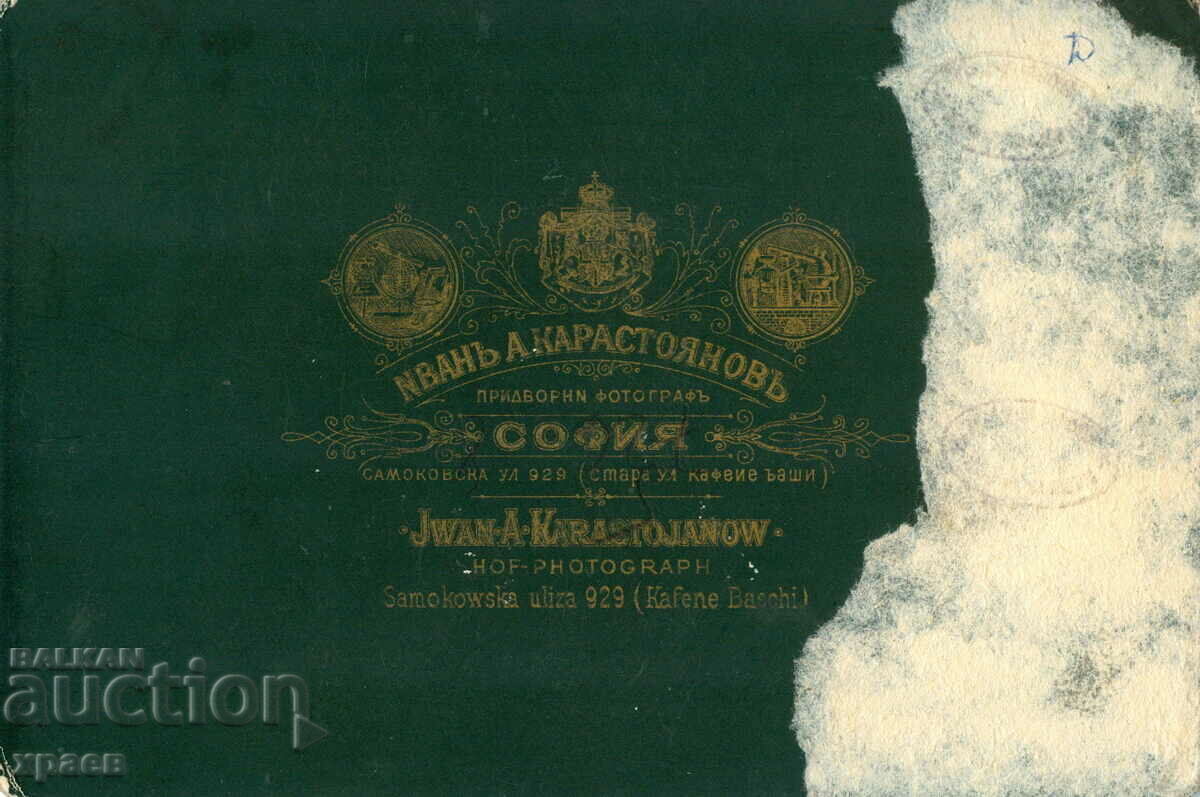 ИВАНЪ А. КАРАСТОЯНОВЪ
ПРИДВОРНИ ФОТОГРАФЪ
СОФИЯ
САМОКОВСКА УЛ 929 (стара ул кафене ъаши)
·JWAN·A·KARASTOJANOW·
HOF-PHOTOGRAPH
Samokowska uliza 929 (Kafene Baschi)
BALKAN
auction
храев